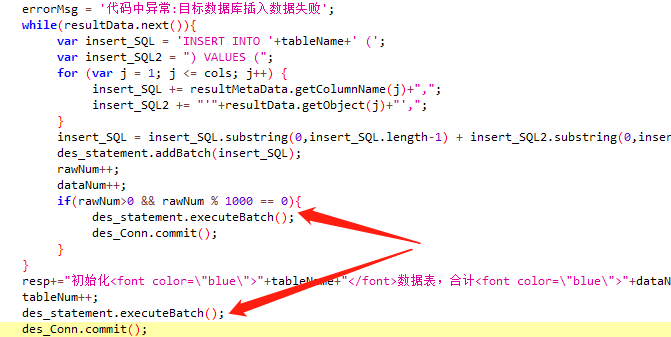 errorMsg = '代码中异常:目标数据库插入数据失败';
while(resultData.next()){
var insert_SQL = 'INSERT INTO '+tableName+' (';
var insert_SQL2 = ") VALUES (";
for (var j = 1; j <= cols; j++) {
insert_SQL += resultMetaData.getColumnName(j)+",";
insert_SQL2 += "'"+resultData.getObject(j)+"',";
}
insert_SQL = insert_SQL.substring(0,insert_SQL.length-1) + insert_SQL2.substring(0,inser
des_statement.addBatch(insert_SQL);
rawNum++;
dataNum++;
if(rawNum>0 && rawNum % 1000 == 0){
des_statement.executeBatch();
des_Conn.commit();
}
}
resp+="初始化<font color=\"blue\">"+tableName+"</font>数据表，合计<font color=\"blue\">"+dataN
tableNum++;
des_statement.executeBatch();
des_Conn.commit();